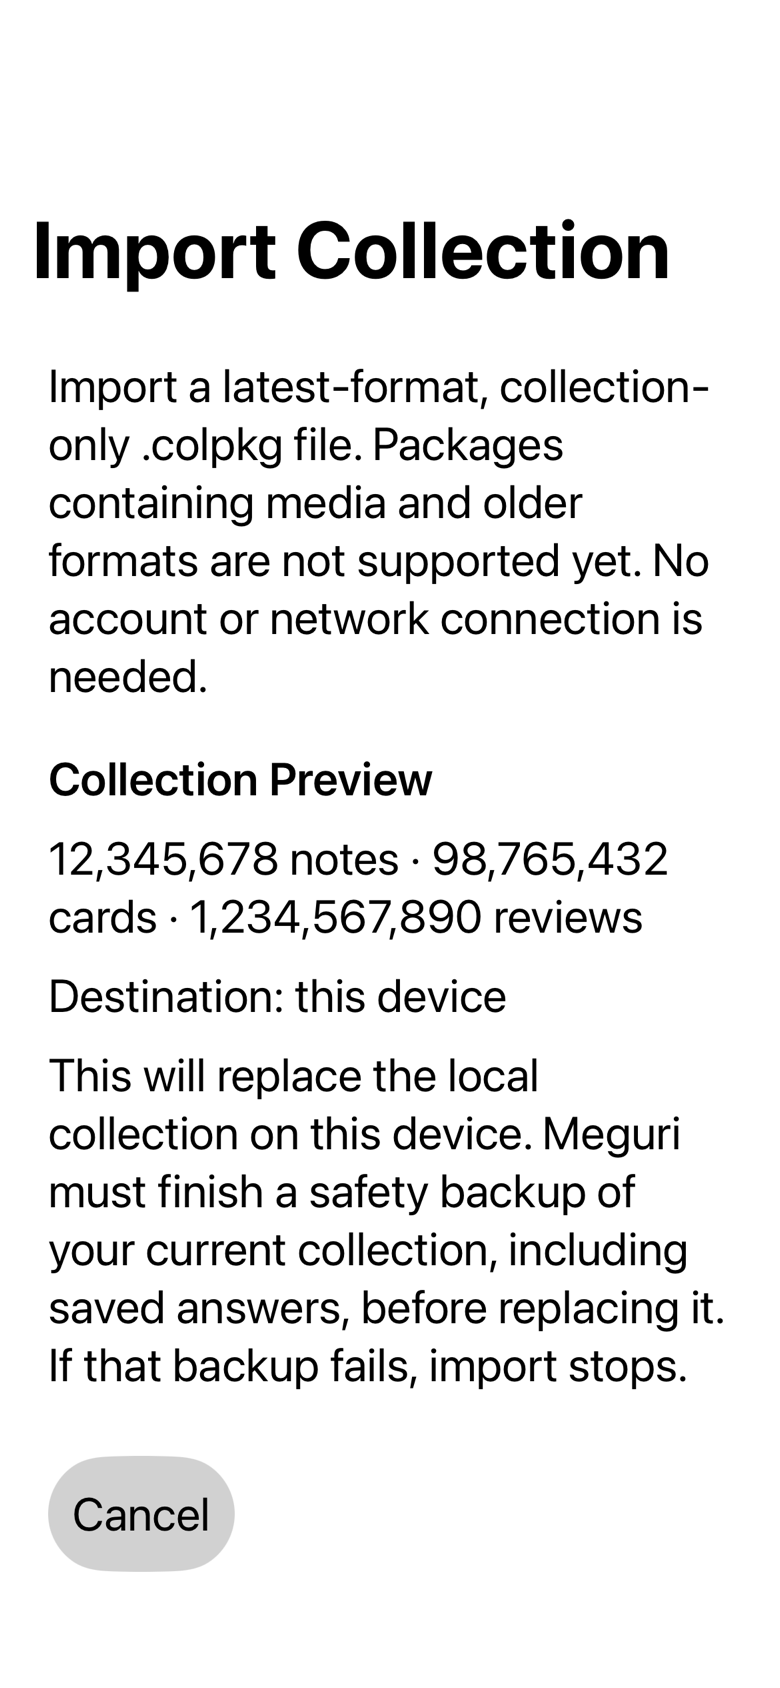 Import Collection
Import a latest-format, collection-
only .colpkg file. Packages
containing media and older
formats are not supported yet. No
account or network connection is
needed.
Collection Preview
12,345,678 notes · 98,765,432
cards · 1,234,567,890 reviews
Destination: this device
This will replace the local
collection on this device. Meguri
must finish a safety backup of
your current collection, including
saved answers, before replacing it.
If that backup fails, import stops.
Cancel